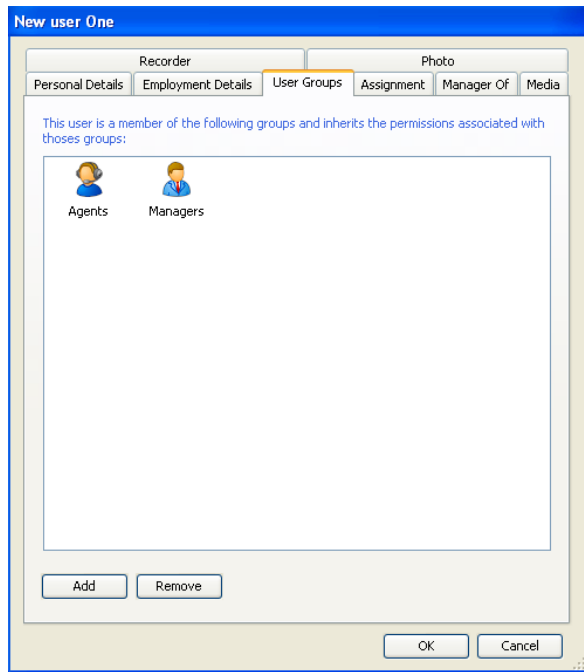 New user One
Recorder Photo
Personal Details Employment Details User Groups Assignment Manager Of Media
This user is a member of the following groups and inherits the permissions associated with
thoses groups:
Agents Managers
Add Remove
OK Cancel